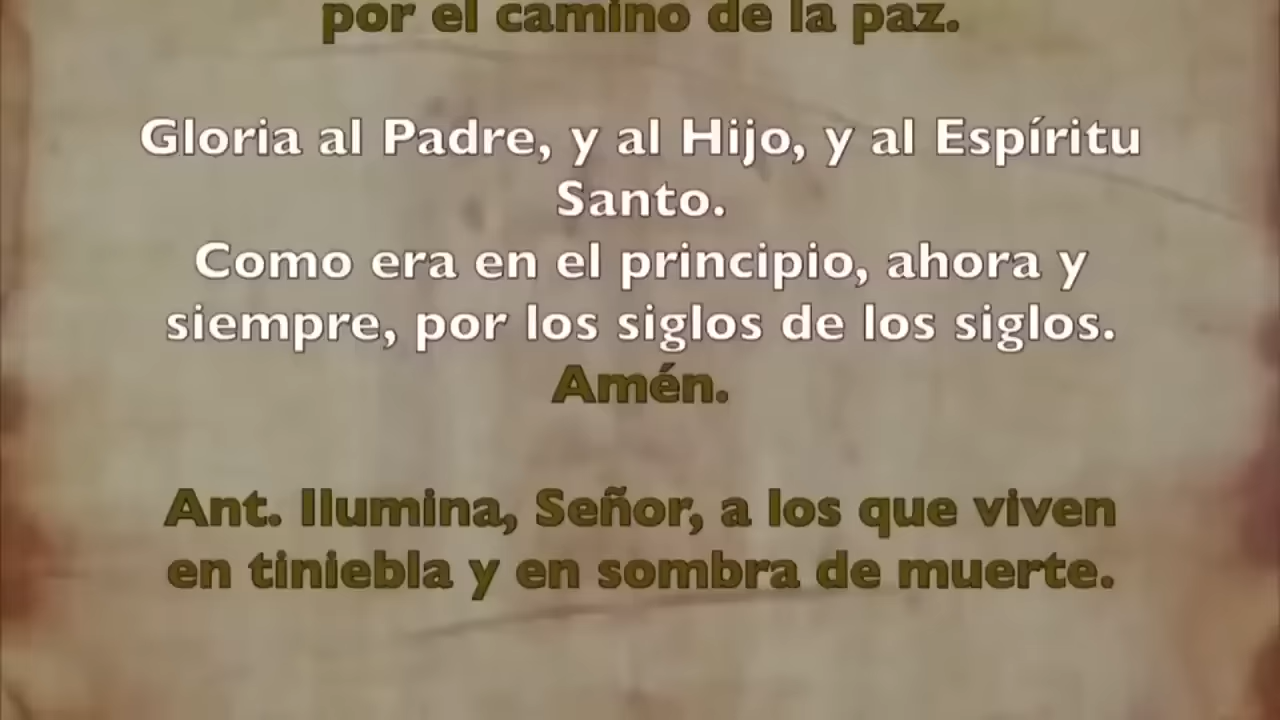 por el camino de la paz.
Gloria al Padre, y al Hijo, y al Espíritu
Santo.
Como era en el principio, ahora y
siempre, por los siglos de los siglos.
Amén.
Ant. Ilumina, Señor, a los que viven
en tiniebla y en sombra de muerte.